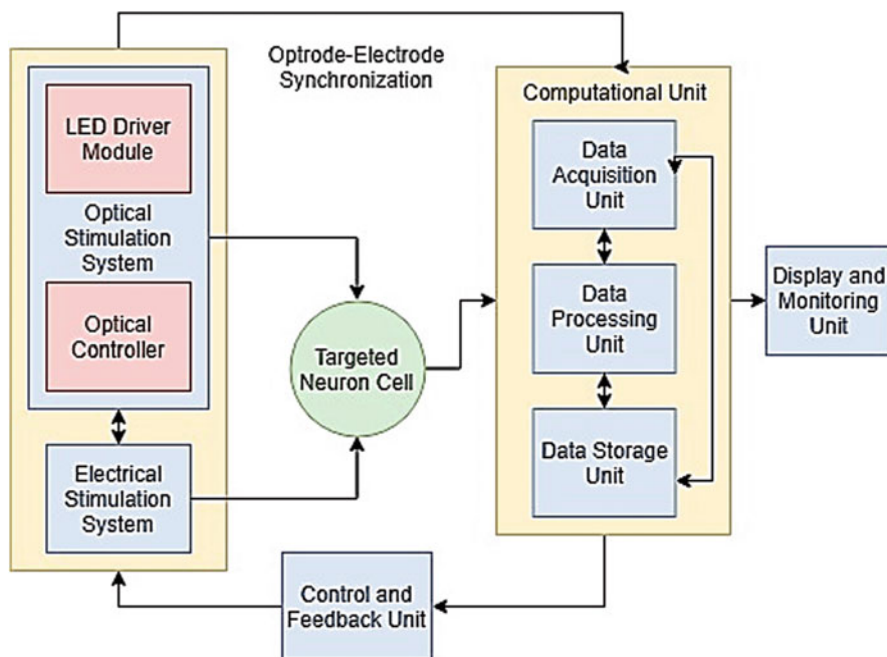 Optrode-Electrode
Synchronization
LED Driver
Module
Optical
Stimulation
System
Optical
Controller
Electrical
Stimulation
System
Targeted
Neuron Cell
Computational Unit
Data
Acquisition
Unit
Data
Processing
Unit
Data Storage
Unit
Display and
Monitoring
Unit
Control and
Feedback Unit